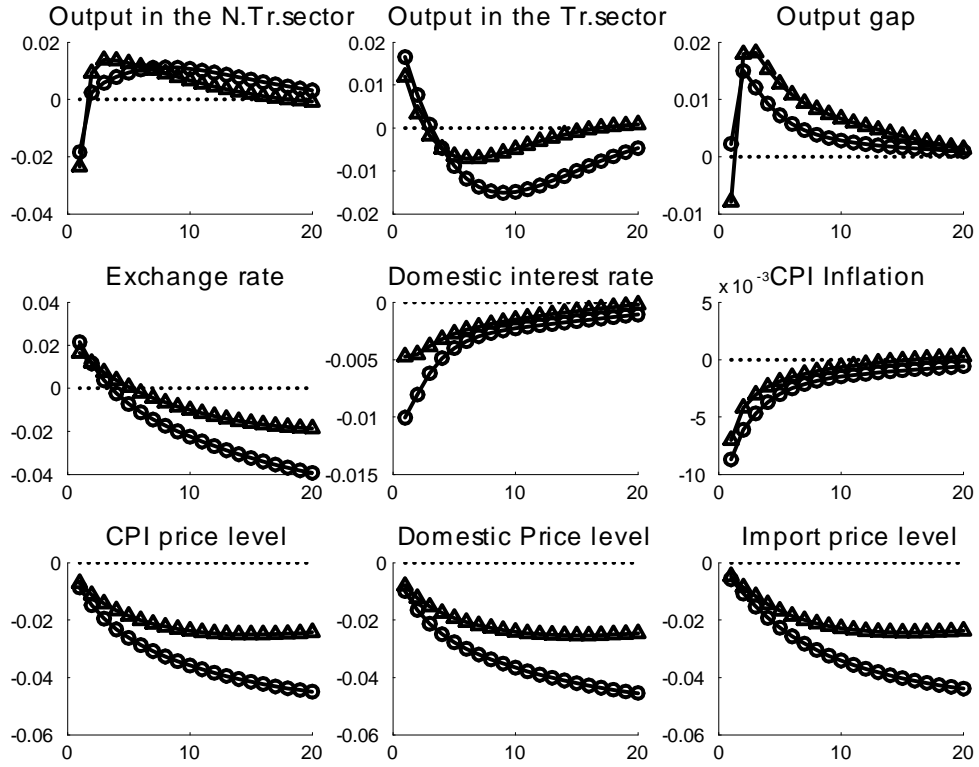 Output in the N.Tr.sector
0.02
0
-0.02
-0.04
0 10 20
Output in the Tr.sector
0.02
0.01
0
-0.01
-0.02
0 10 20
Output gap
0.02
0.01
0
-0.01
0 10 20
Exchange rate
0.04
0.02
0
-0.02
-0.04
0 10 20
Domestic interest rate
0
-0.005
-0.01
-0.015
0 10 20
x 10 -3 CPI Inflation
5
0
-5
-10
0 10 20
CPI price level
0
-0.02
-0.04
-0.06
0 10 20
Domestic Price level
0
-0.02
-0.04
-0.06
0 10 20
Import price level
0
-0.02
-0.04
-0.06
0 10 20